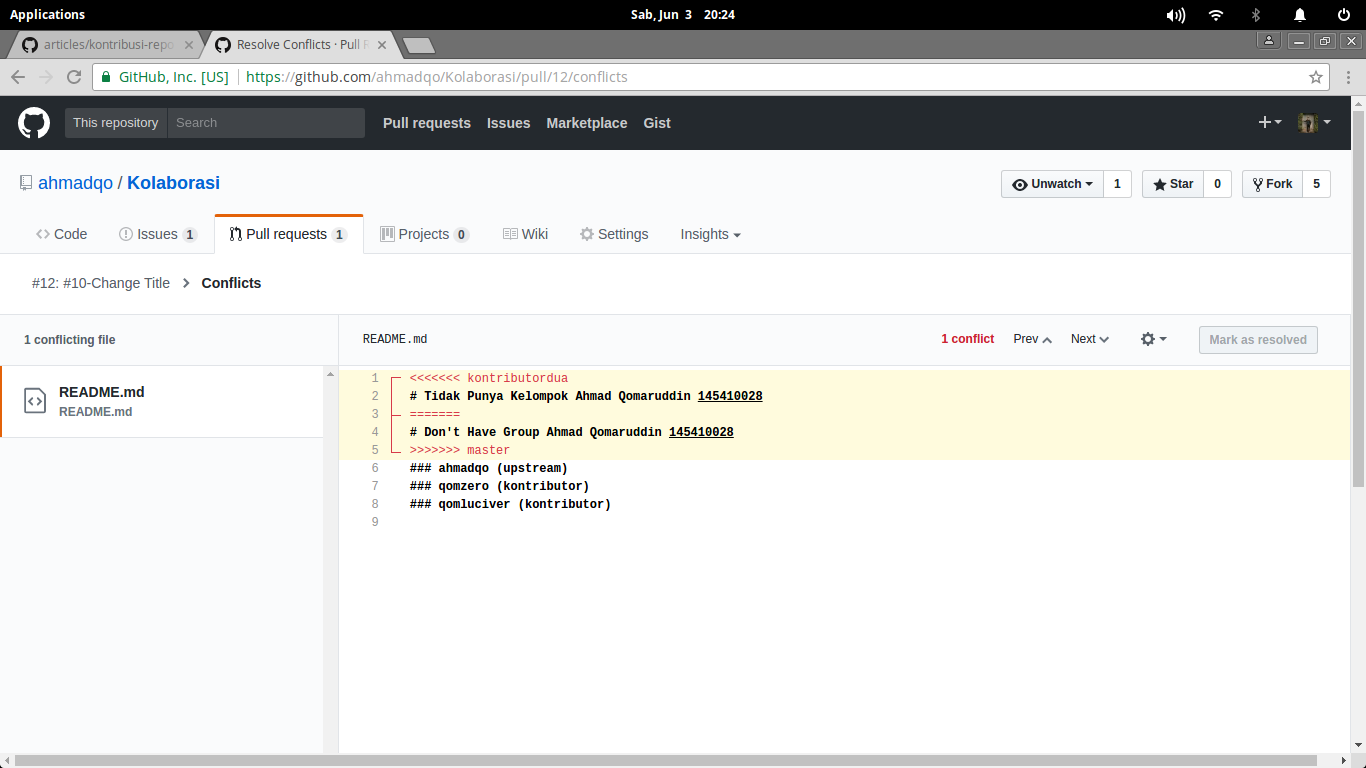 Applications
Sab, Jun 3 20:24
articles/kontribusi-repo
Resolve Conflicts · Pull R
GitHub, Inc. [US]
https://github.com/ahmadqo/Kolaborasi/pull/12/conflicts
This repository
Search
Pull requests
Issues
Marketplace
Gist
ahmadqo / Kolaborasi
Unwatch 1
Star 0
Fork 5
Code
Issues 1
Pull requests 1
Projects 0
Wiki
Settings
Insights
#12: #10-Change Title
Conflicts
1 conflicting file
README.md
1 conflict
Prev
Next
Mark as resolved
README.md
README.md
1 <<<<<<< kontributordua
2 # Tidak Punya Kelompok Ahmad Qomaruddin 145410028
3 =======
4 # Don't Have Group Ahmad Qomaruddin 145410028
5 >>>>>>> master
6 ### ahmadqo (upstream)
7 ### qomzero (kontributor)
8 ### qomluciver (kontributor)
9